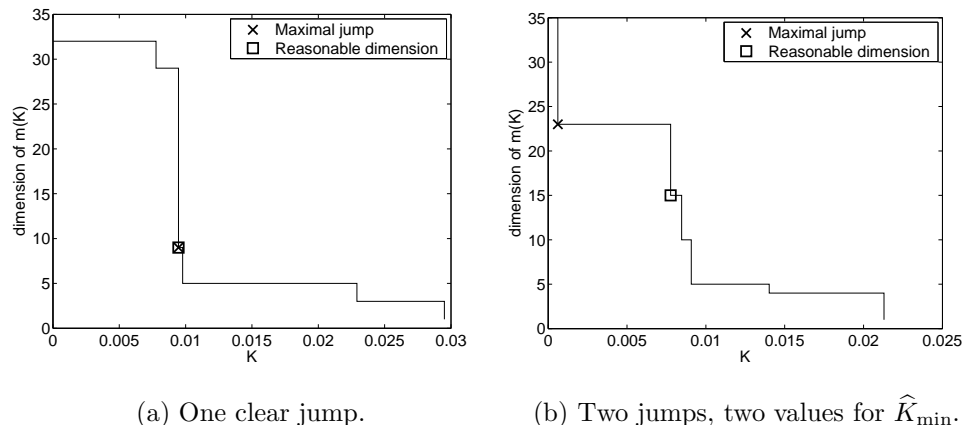 35
30
25
20
15
10
5
0
dimension of m(K)
0
0.005
0.01
0.015
0.02
0.025
0.03
K
Maximal jump
Reasonable dimension
(a) One clear jump.
35
30
25
20
15
10
5
0
dimension of m(K)
0
0.005
0.01
0.015
0.02
0.025
K
Maximal jump
Reasonable dimension
(b) Two jumps, two values for K̂min.